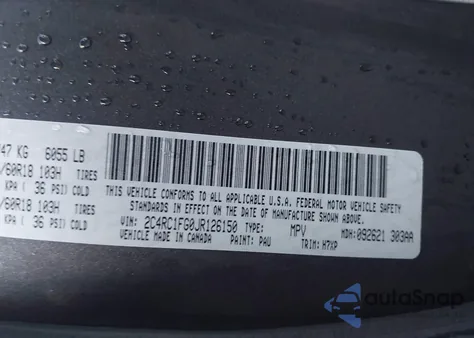 47 KG 6055 LB
/60R18 103H TIRES
KPA ( 36 PSI) COLD
/60R18 103H TIRES
KPA ( 36 PSI) COLD
THIS VEHICLE CONFORMS TO ALL APPLICABLE U.S.A. FEDERAL MOTOR VEHICLE SAFETY
STANDARDS IN EFFECT ON THE DATE OF MANUFACTURE SHOWN ABOVE.
VIN: 2C4RC1FG0JR126150 TYPE: MPV MDH: 092621 303AA
MADE IN CANADA PAINT: PAU TRIM: H7XP
autoSnap